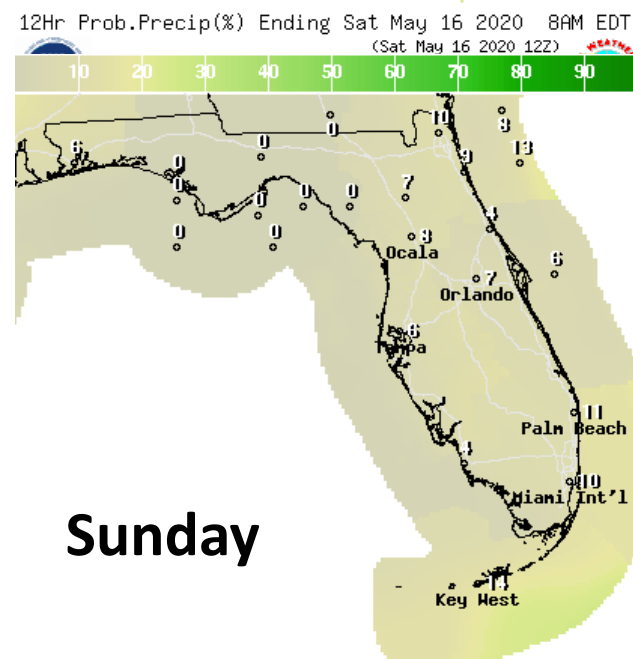 12Hr Prob.Precip(%) Ending Sat May 16 2020 8AM EDT
(Sat May 16 2020 12Z)
WEATHER
10 20 30 40 50 60 70 80 90
10 0 8
6 0 0 9 13
0 7
0 0 0 4
0 0 Ocala
6
7
Orlando
6
Tampa
11
Palm Beach
4
10
Miami Int'l
Sunday
Key West